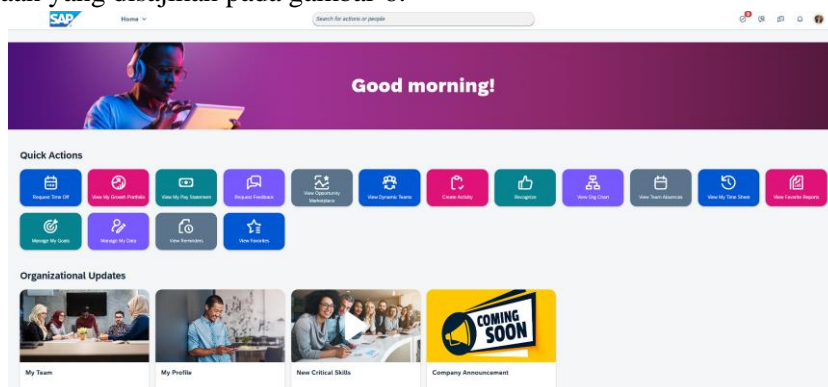 aan yang disajikan pada gambar 6.
SAP
Home
Search for actions or people
Good morning!
Quick Actions
Request Time Off
View My Growth Portfolio
View My Pay Statement
Request Feedback
View Opportunity Marketplace
View Dynamic Teams
Create Activity
Recognize
View Org Chart
View Team Absences
View My Time Sheet
View Favorite Reports
Manage My Goals
Manage My Data
View Reminders
View Favorites
Organizational Updates
COMING
SOON
My Team
My Profile
New Critical Skills
Company Announcement